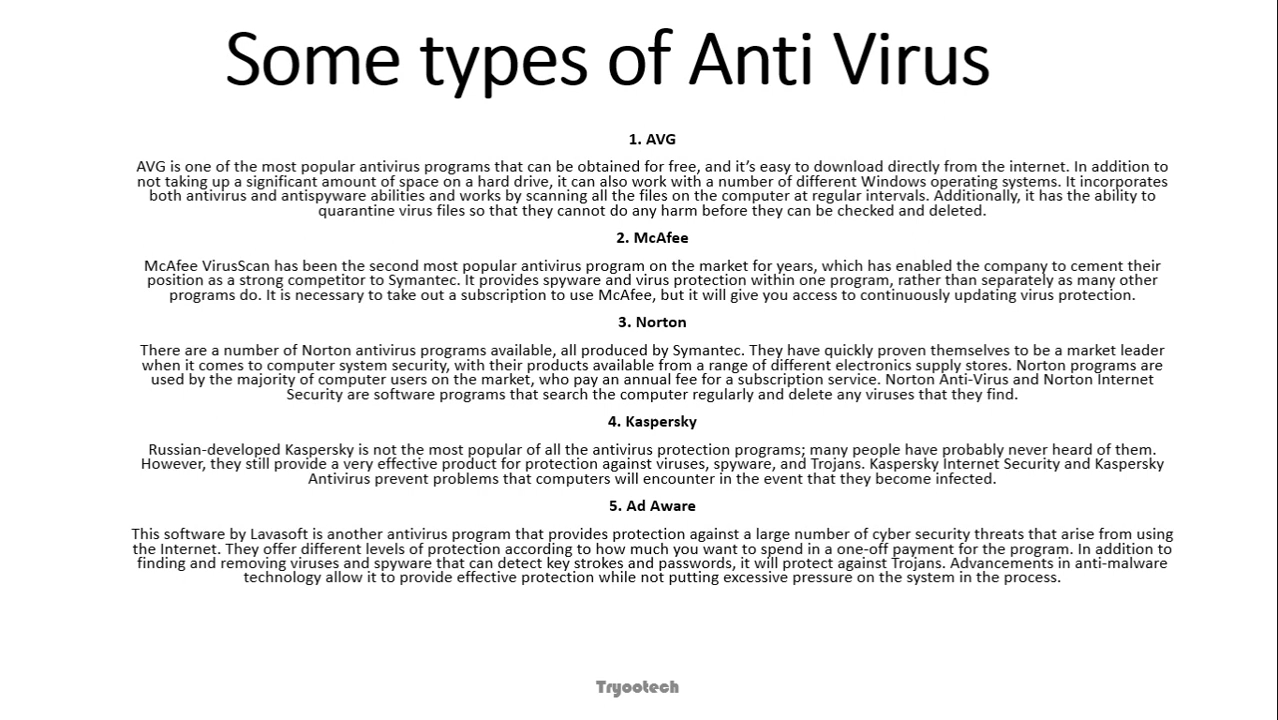 Some types of Anti Virus
1. AVG
AVG is one of the most popular antivirus programs that can be obtained for free, and it’s easy to download directly from the internet. In addition to
not taking up a significant amount of space on a hard drive, it can also work with a number of different Windows operating systems. It incorporates
both antivirus and antispyware abilities and works by scanning all the files on the computer at regular intervals. Additionally, it has the ability to
quarantine virus files so that they cannot do any harm before they can be checked and deleted.
2. McAfee
McAfee VirusScan has been the second most popular antivirus program on the market for years, which has enabled the company to cement their
position as a strong competitor to Symantec. It provides spyware and virus protection within one program, rather than separately as many other
programs do. It is necessary to take out a subscription to use McAfee, but it will give you access to continuously updating virus protection.
3. Norton
There are a number of Norton antivirus programs available, all produced by Symantec. They have quickly proven themselves to be a market leader
when it comes to computer system security, with their products available from a range of different electronics supply stores. Norton programs are
used by the majority of computer users on the market, who pay an annual fee for a subscription service. Norton Anti-Virus and Norton Internet
Security are software programs that search the computer regularly and delete any viruses that they find.
4. Kaspersky
Russian-developed Kaspersky is not the most popular of all the antivirus protection programs; many people have probably never heard of them.
However, they still provide a very effective product for protection against viruses, spyware, and Trojans. Kaspersky Internet Security and Kaspersky
Antivirus prevent problems that computers will encounter in the event that they become infected.
5. Ad Aware
This software by Lavasoft is another antivirus program that provides protection against a large number of cyber security threats that arise from using
the Internet. They offer different levels of protection according to how much you want to spend in a one-off payment for the program. In addition to
finding and removing viruses and spyware that can detect key strokes and passwords, it will protect against Trojans. Advancements in anti-malware
technology allow it to provide effective protection while not putting excessive pressure on the system in the process.
Tryootech